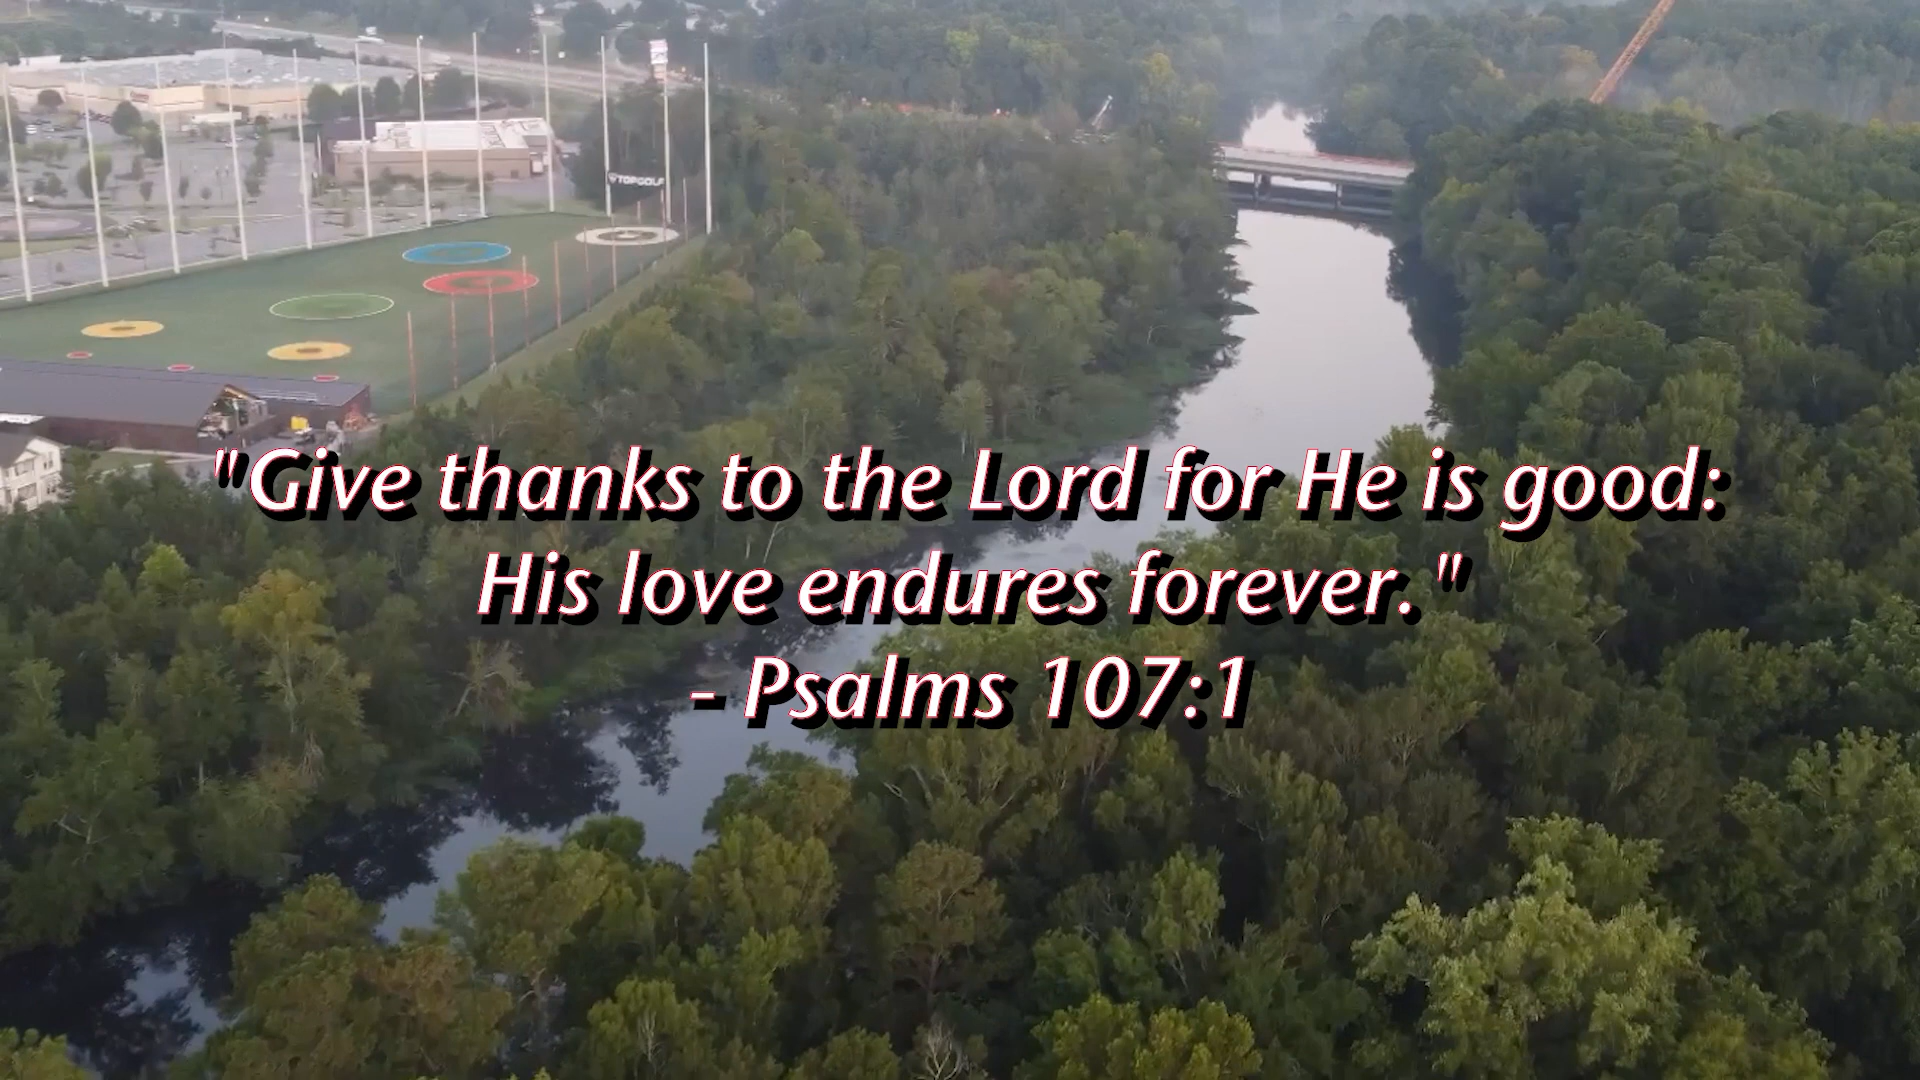 TOPGOLF
"Give thanks to the Lord for He is good:
His love endures forever."
- Psalms 107:1